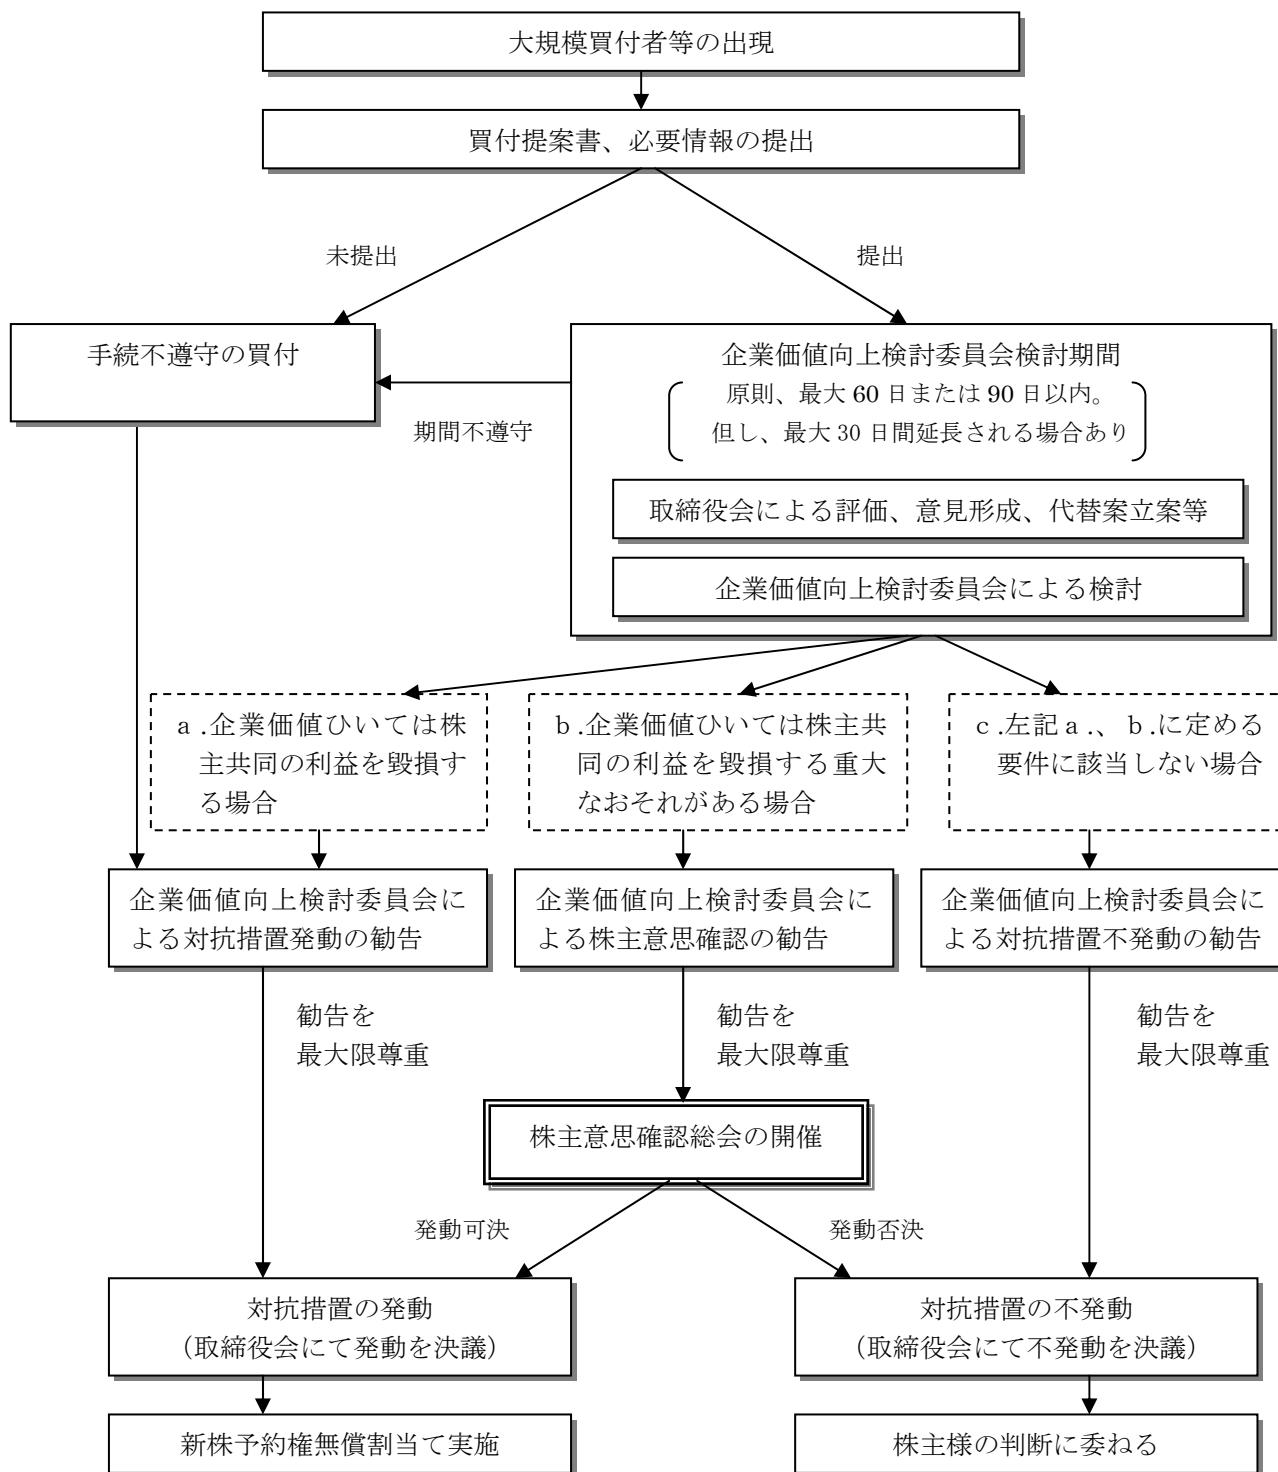 大規模買付者等の出現
買付提案書、必要情報の提出
未提出
提出
手続不遵守の買付
企業価値向上検討委員会検討期間
原則、最大 60 日または 90 日以内。
但し、最大 30 日間延長される場合あり
期間不遵守
取締役会による評価、意見形成、代替案立案等
企業価値向上検討委員会による検討
a.企業価値ひいては株
主共同の利益を毀損す
る場合
b.企業価値ひいては株主共
同の利益を毀損する重大
なおそれがある場合
c.左記a.、b.に定める
要件に該当しない場合
企業価値向上検討委員会に
よる対抗措置発動の勧告
企業価値向上検討委員会に
よる株主意思確認の勧告
企業価値向上検討委員会に
よる対抗措置不発動の勧告
勧告を
最大限尊重
勧告を
最大限尊重
勧告を
最大限尊重
株主意思確認総会の開催
発動可決
発動否決
対抗措置の発動
(取締役会にて発動を決議)
対抗措置の不発動
(取締役会にて不発動を決議)
新株予約権無償割当て実施
株主様の判断に委ねる